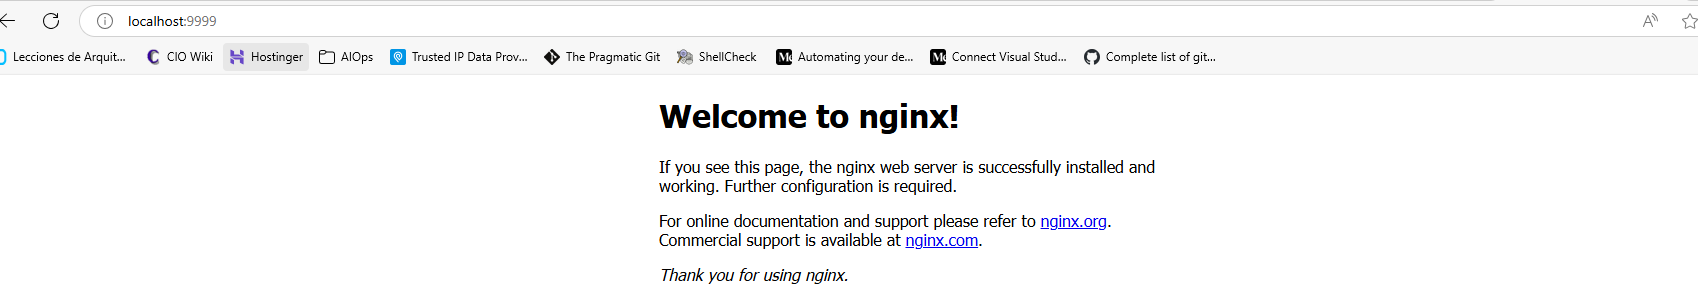 localhost:9999
Lecciones de Arquit... CIO Wiki Hostinger AIOps Trusted IP Data Prov... The Pragmatic Git ShellCheck Automating your de... Connect Visual Stud... Complete list of git...
Welcome to nginx!
If you see this page, the nginx web server is successfully installed and
working. Further configuration is required.
For online documentation and support please refer to nginx.org.
Commercial support is available at nginx.com.
Thank you for using nginx.